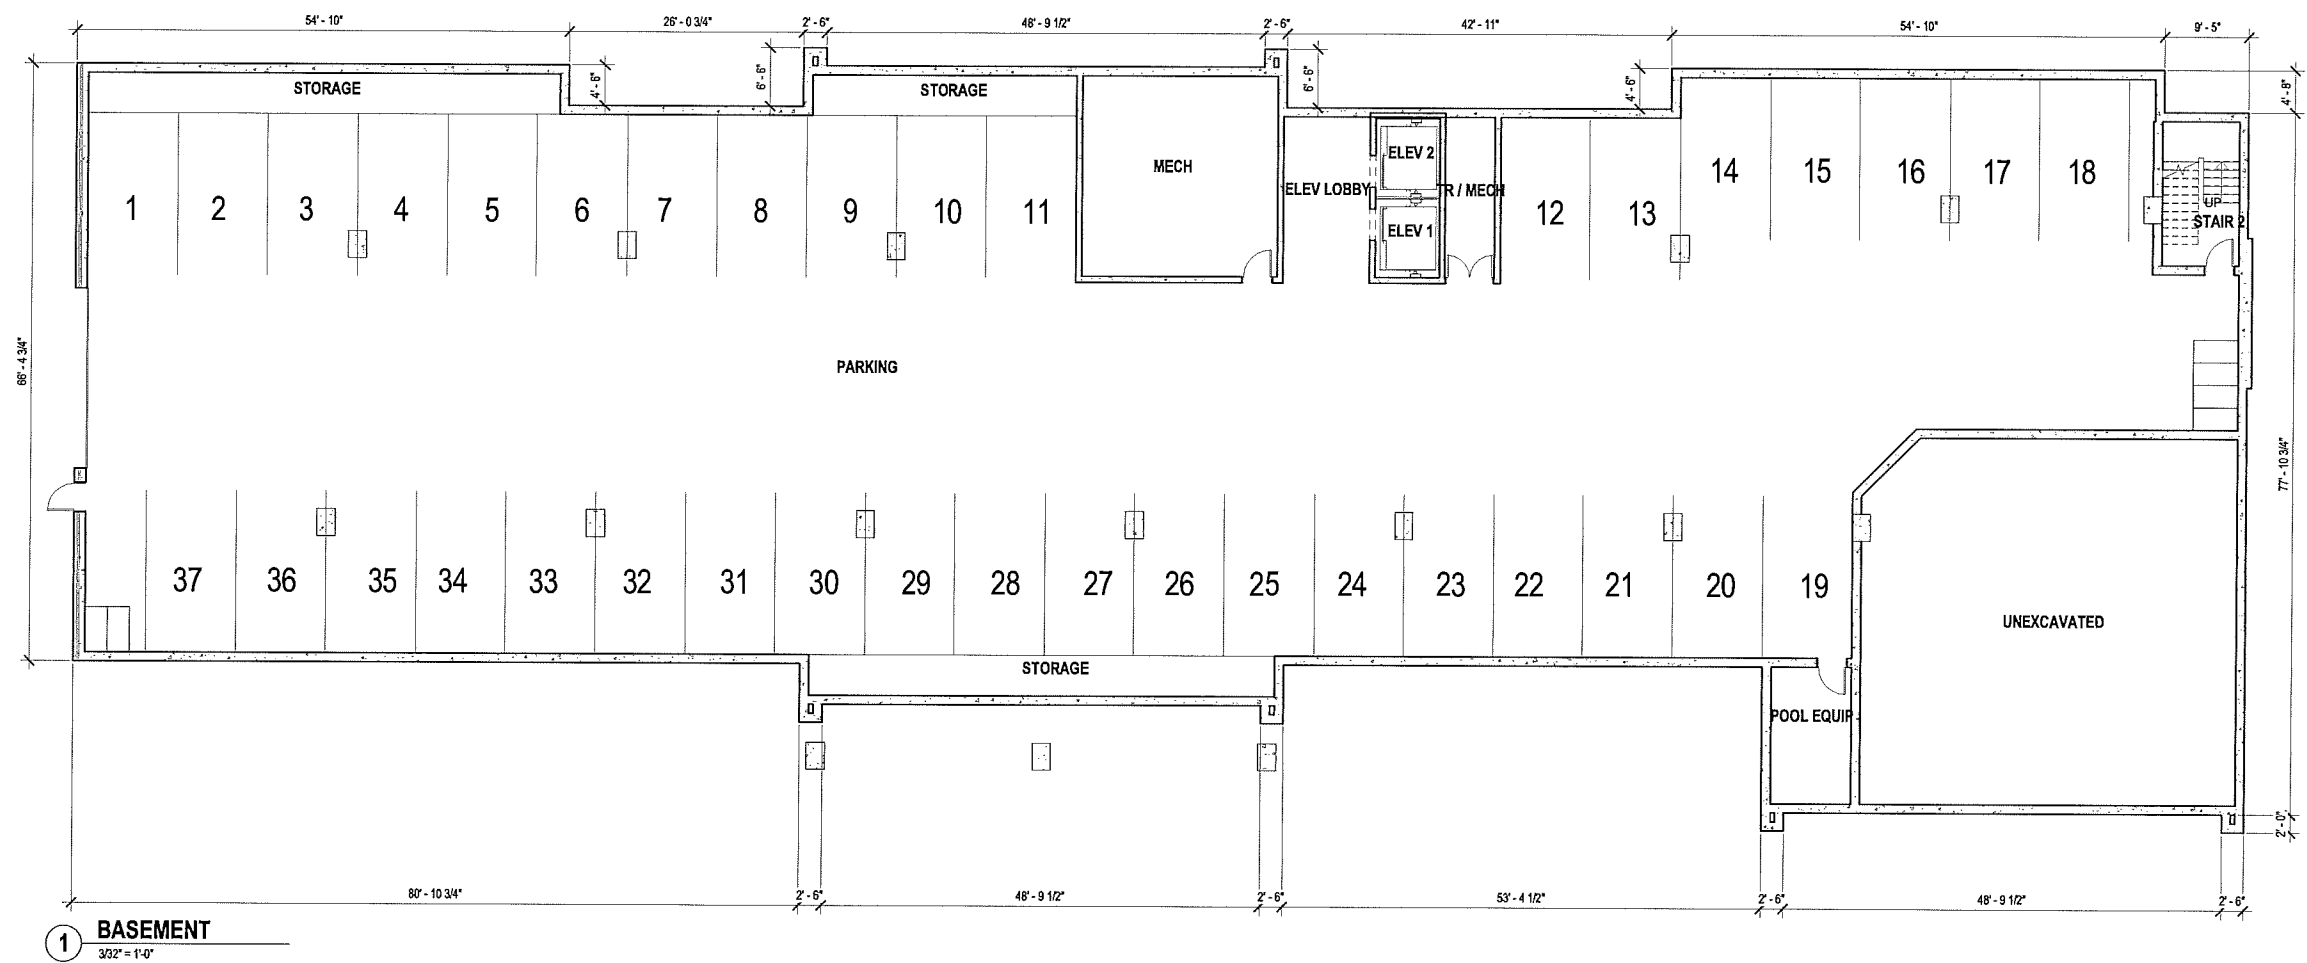 54' - 10"
26' - 0 3/4"
2' - 6"
48' - 9 1/2"
2' - 6"
42' - 11"
54' - 10"
9' - 5"
4' - 6"
6' - 6"
6' - 6"
4' - 6"
4' - 8"
STORAGE
STORAGE
MECH
ELEV LOBBY
ELEV 2
ELEV 1
TR / MECH
UP
STAIR 2
1
2
3
4
5
6
7
8
9
10
11
12
13
14
15
16
17
18
66' - 4 3/4"
PARKING
77' - 10 3/4"
37
36
35
34
33
32
31
30
29
28
27
26
25
24
23
22
21
20
19
UNEXCAVATED
STORAGE
POOL EQUIP
2' - 0"
80' - 10 3/4"
2' - 6"
48' - 9 1/2"
2' - 6"
53' - 4 1/2"
2' - 6"
48' - 9 1/2"
2' - 6"
1
BASEMENT
3/32" = 1'-0"